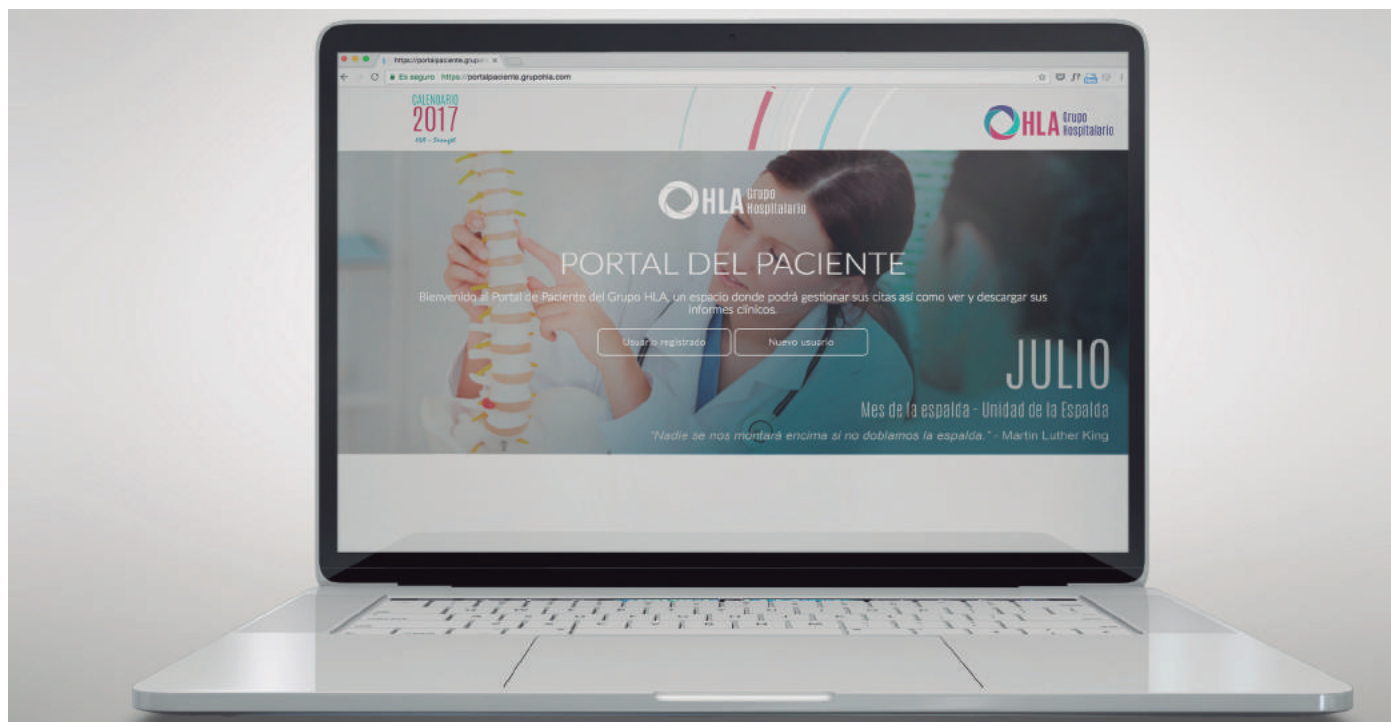 https://portalpaciente.grup
Es seguro https://portalpaciente.grupohla.com
CALENDARIO
2017
HLA Grupo
Hospitalario
HLA Grupo
Hospitalario
PORTAL DEL PACIENTE
Bienvenido al Portal de Paciente del Grupo HLA, un espacio donde podrá gestionar sus citas así como ver y descargar sus
informes clínicos.
Usuario registrado
Nuevo usuario
JULIO
Mes de la espalda - Unidad de la Espalda
"Nadie se nos montará encima si no doblamos la espalda." - Martin Luther King